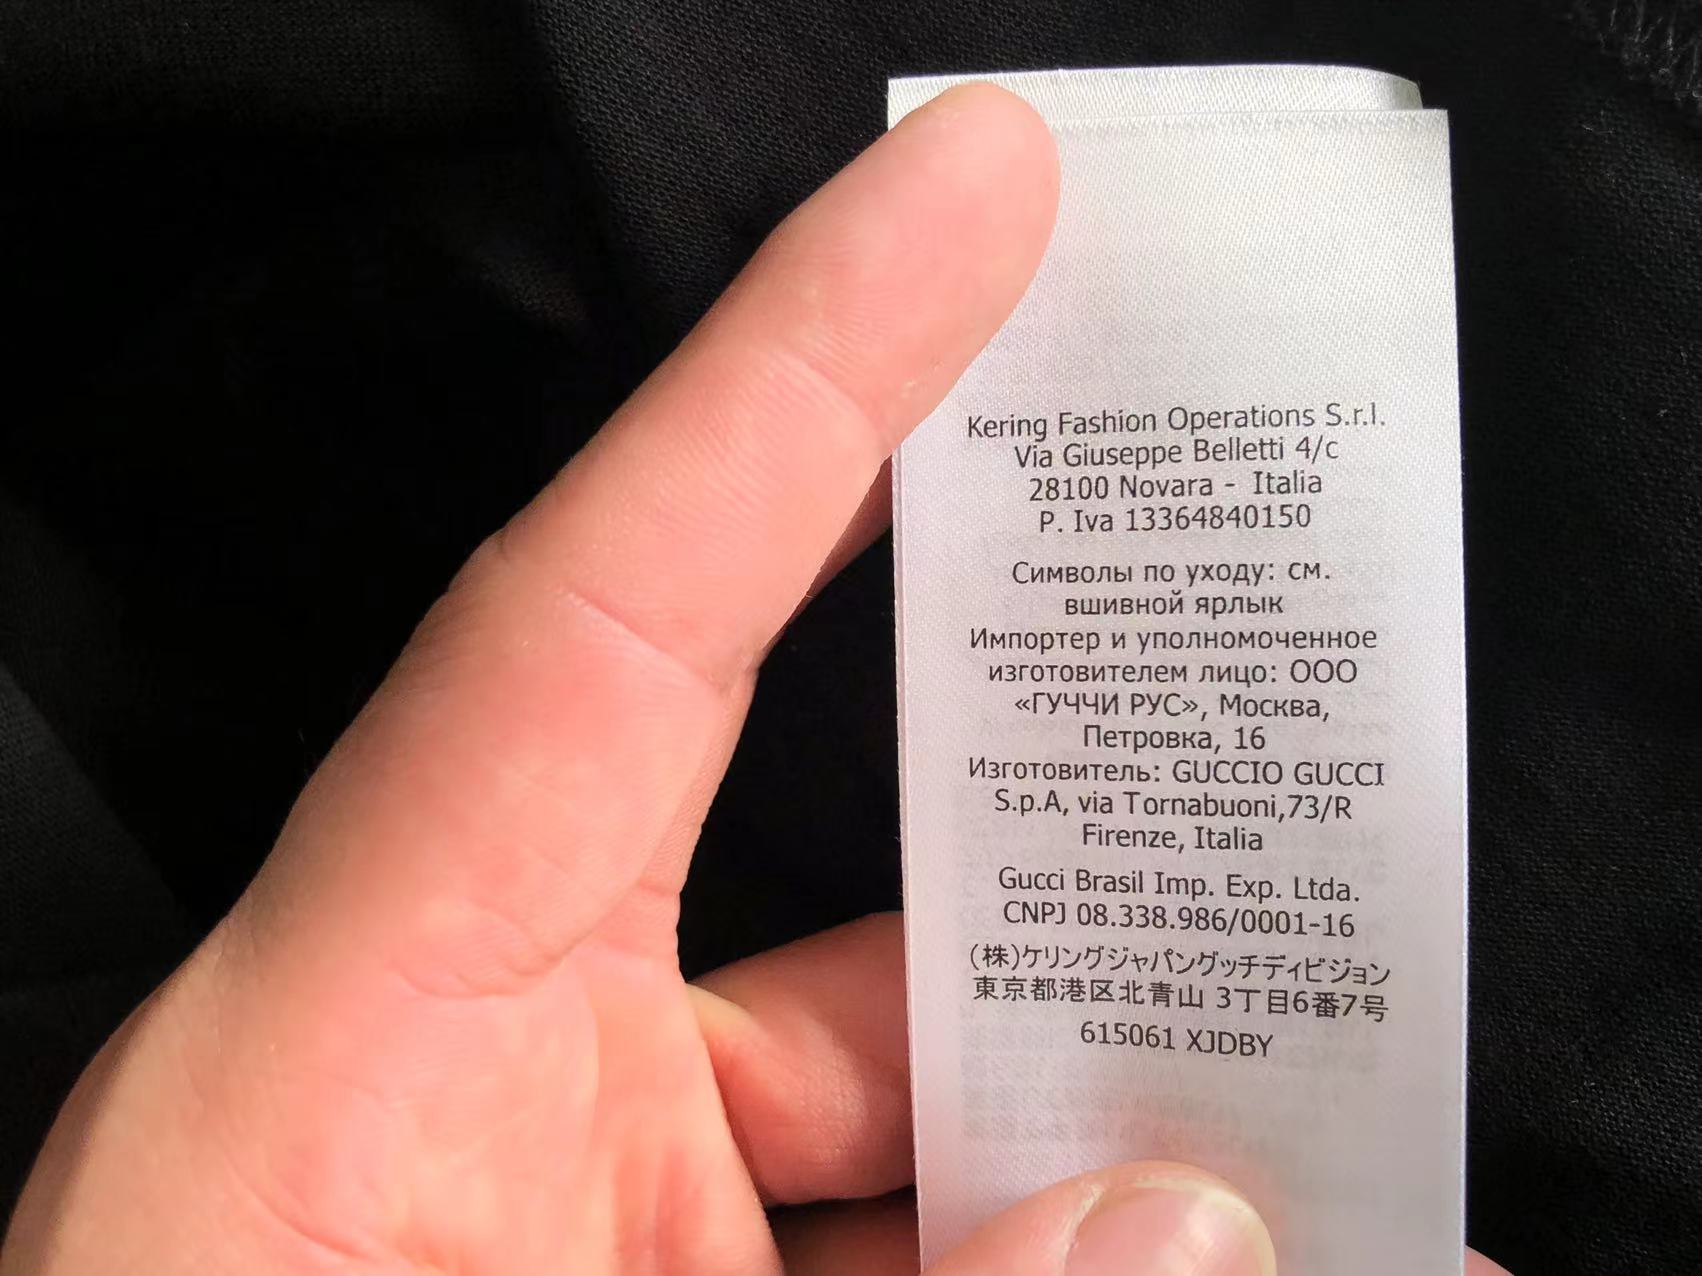 Kering Fashion Operations S.r.l.
Via Giuseppe Belletti 4/c
28100 Novara - Italia
P. Iva 13364840150
Символы по уходу: см.
вшивной ярлык
Импортер и уполномоченное
изготовителем лицо: ООО
«ГУЧЧИ РУС», Москва,
Петровка, 16
Изготовитель: GUCCIO GUCCI
S.p.A, via Tornabuoni,73/R
Firenze, Italia
Gucci Brasil Imp. Exp. Ltda.
CNPJ 08.338.986/0001-16
(株)ケリングジャパングッチディビジョン
東京都港区北青山 3丁目6番7号
615061 XJDBY